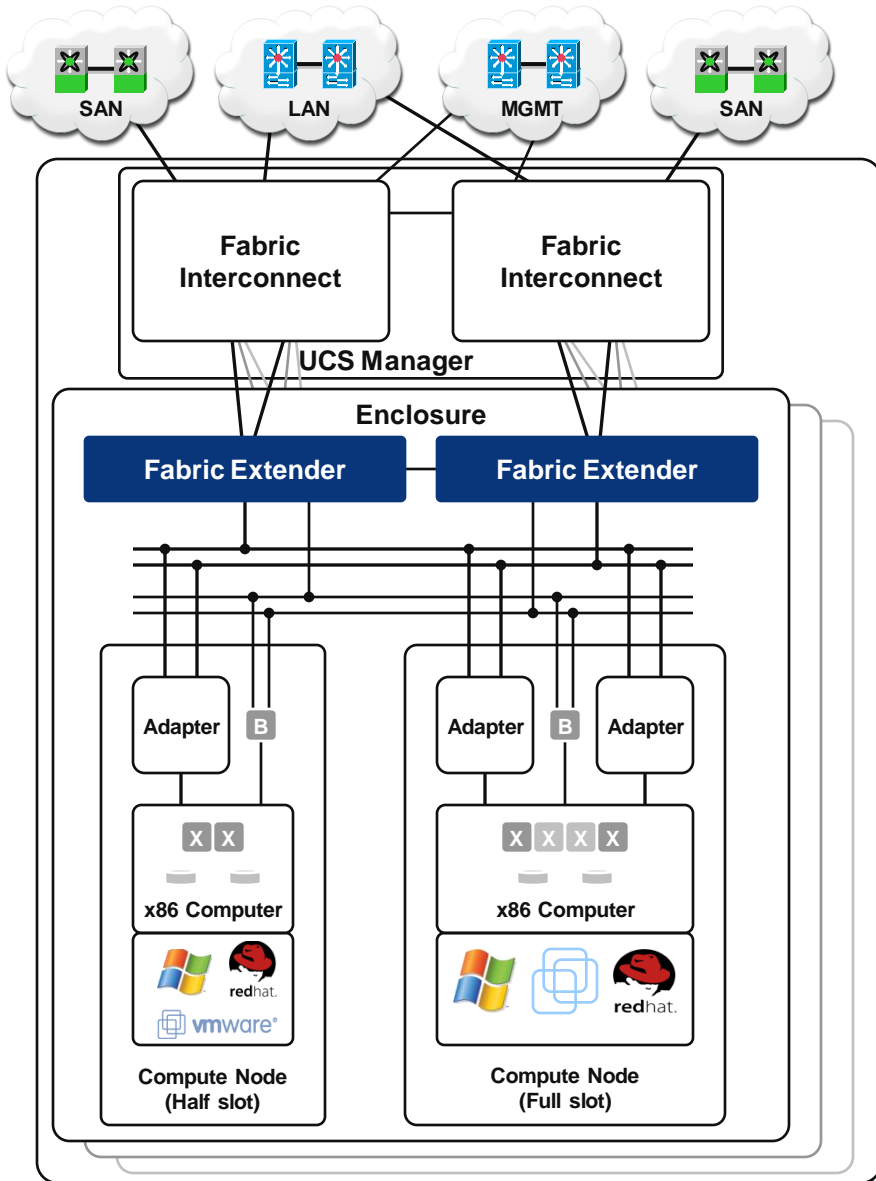 SAN
LAN
MGMT
SAN
Fabric
Interconnect
Fabric
Interconnect
UCS Manager
Enclosure
Fabric Extender
Fabric Extender
Adapter
B
Adapter
B
Adapter
X X
X X X X
x86 Computer
x86 Computer
redhat.
vmware®
redhat.
Compute Node
(Half slot)
Compute Node
(Full slot)